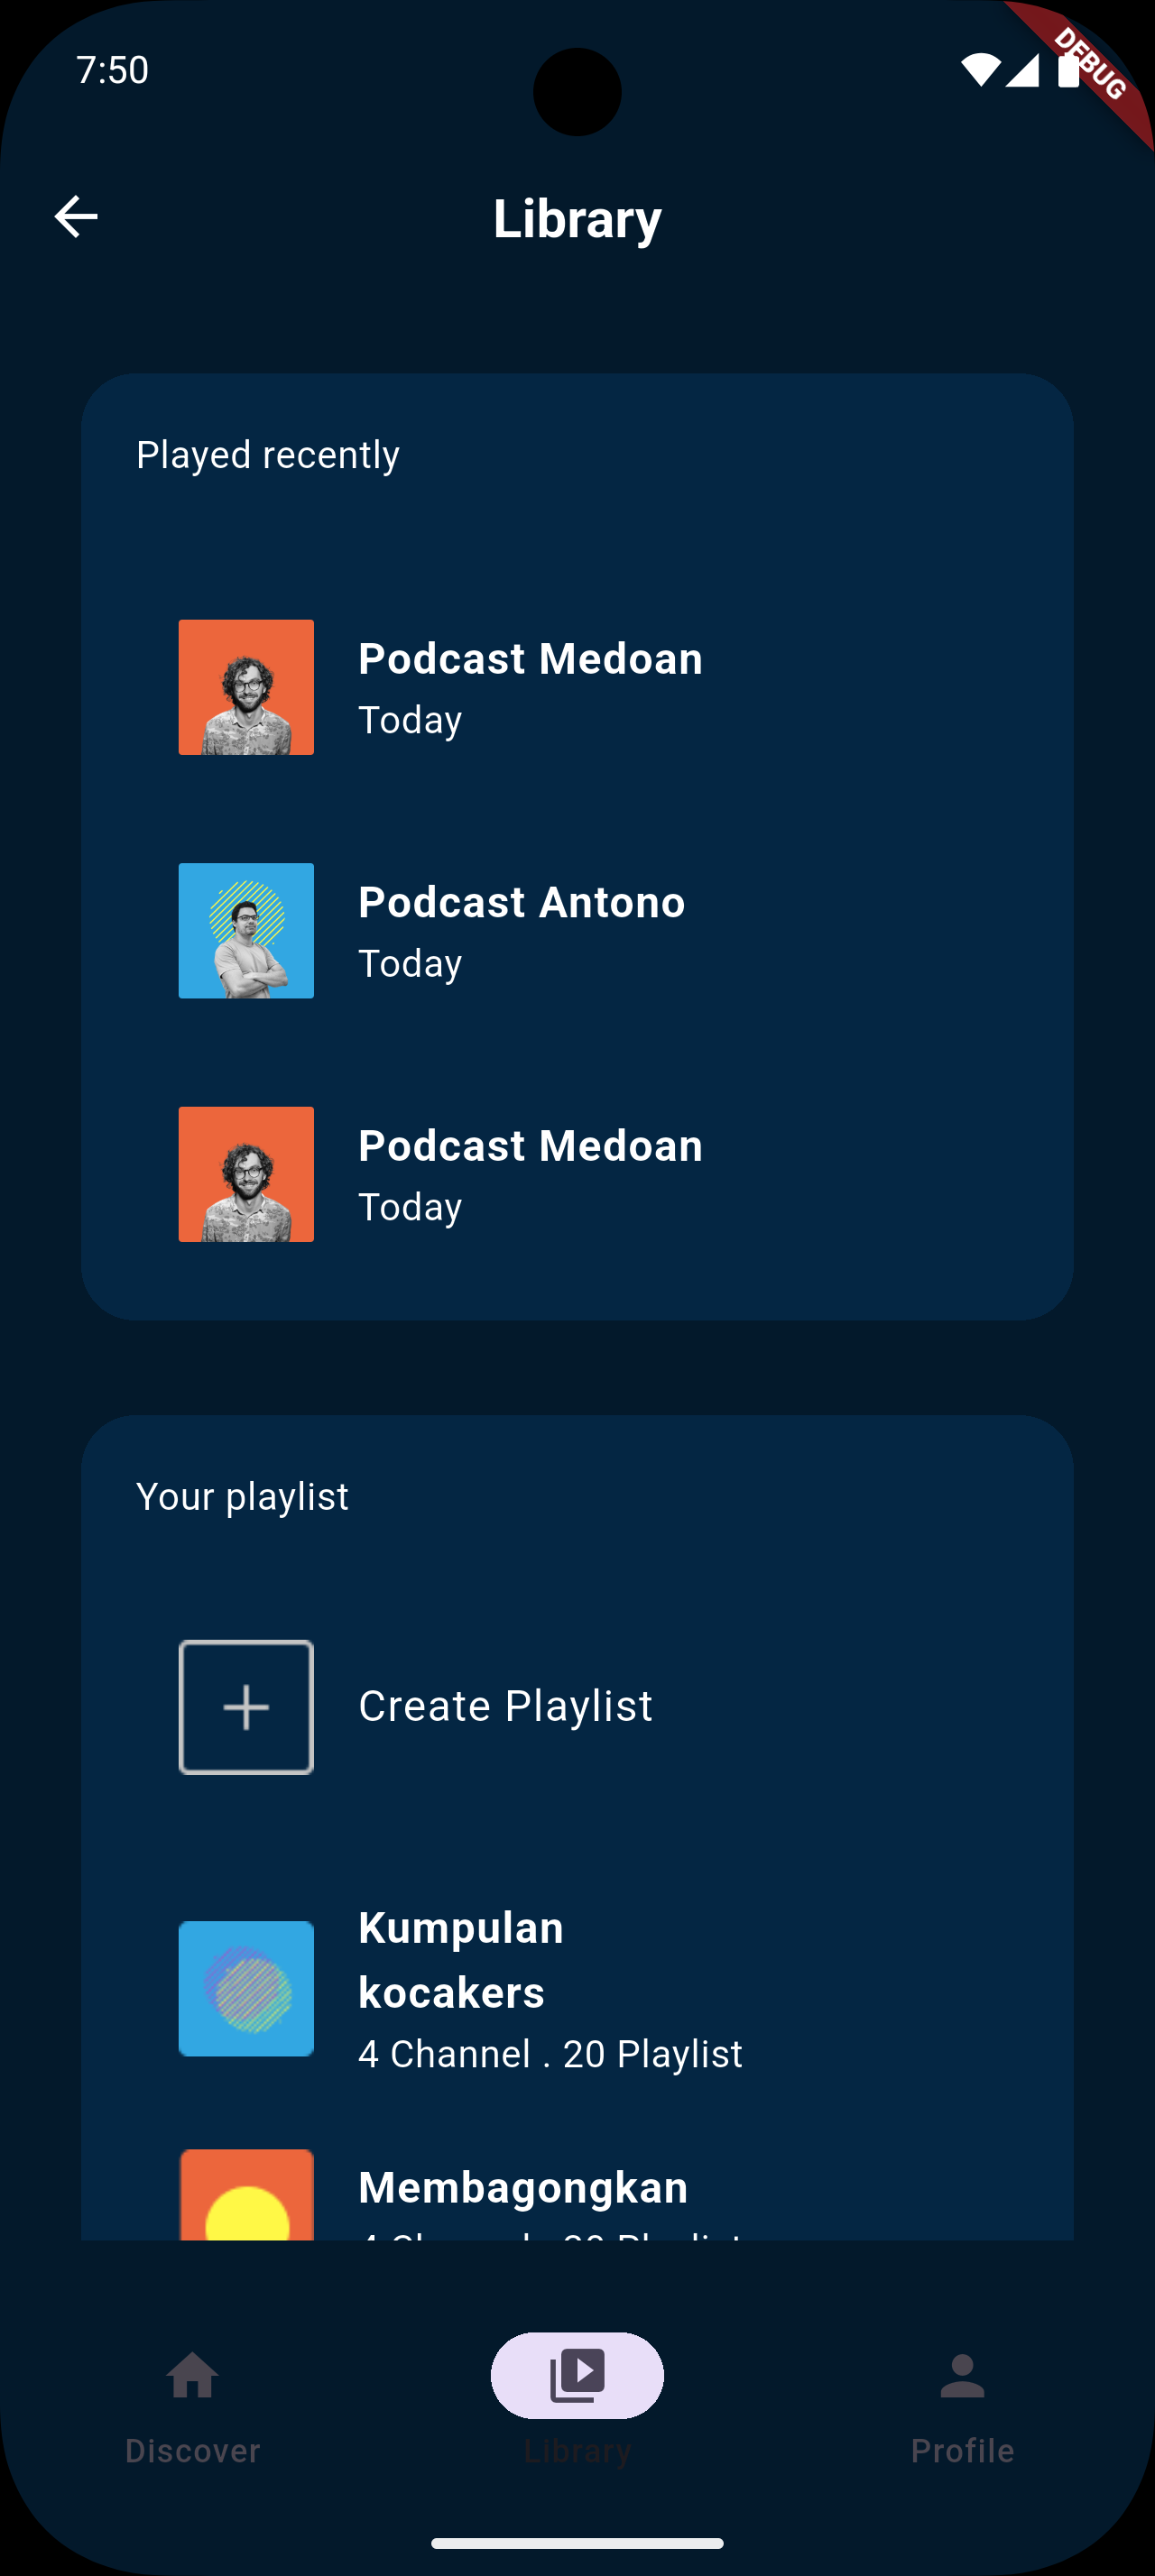 7:50
DEBUG
Library
Played recently
Podcast Medoan
Today
Podcast Antono
Today
Podcast Medoan
Today
Your playlist
Create Playlist
Kumpulan
kocakers
4 Channel . 20 Playlist
Membagongkan
Discover
Library
Profile